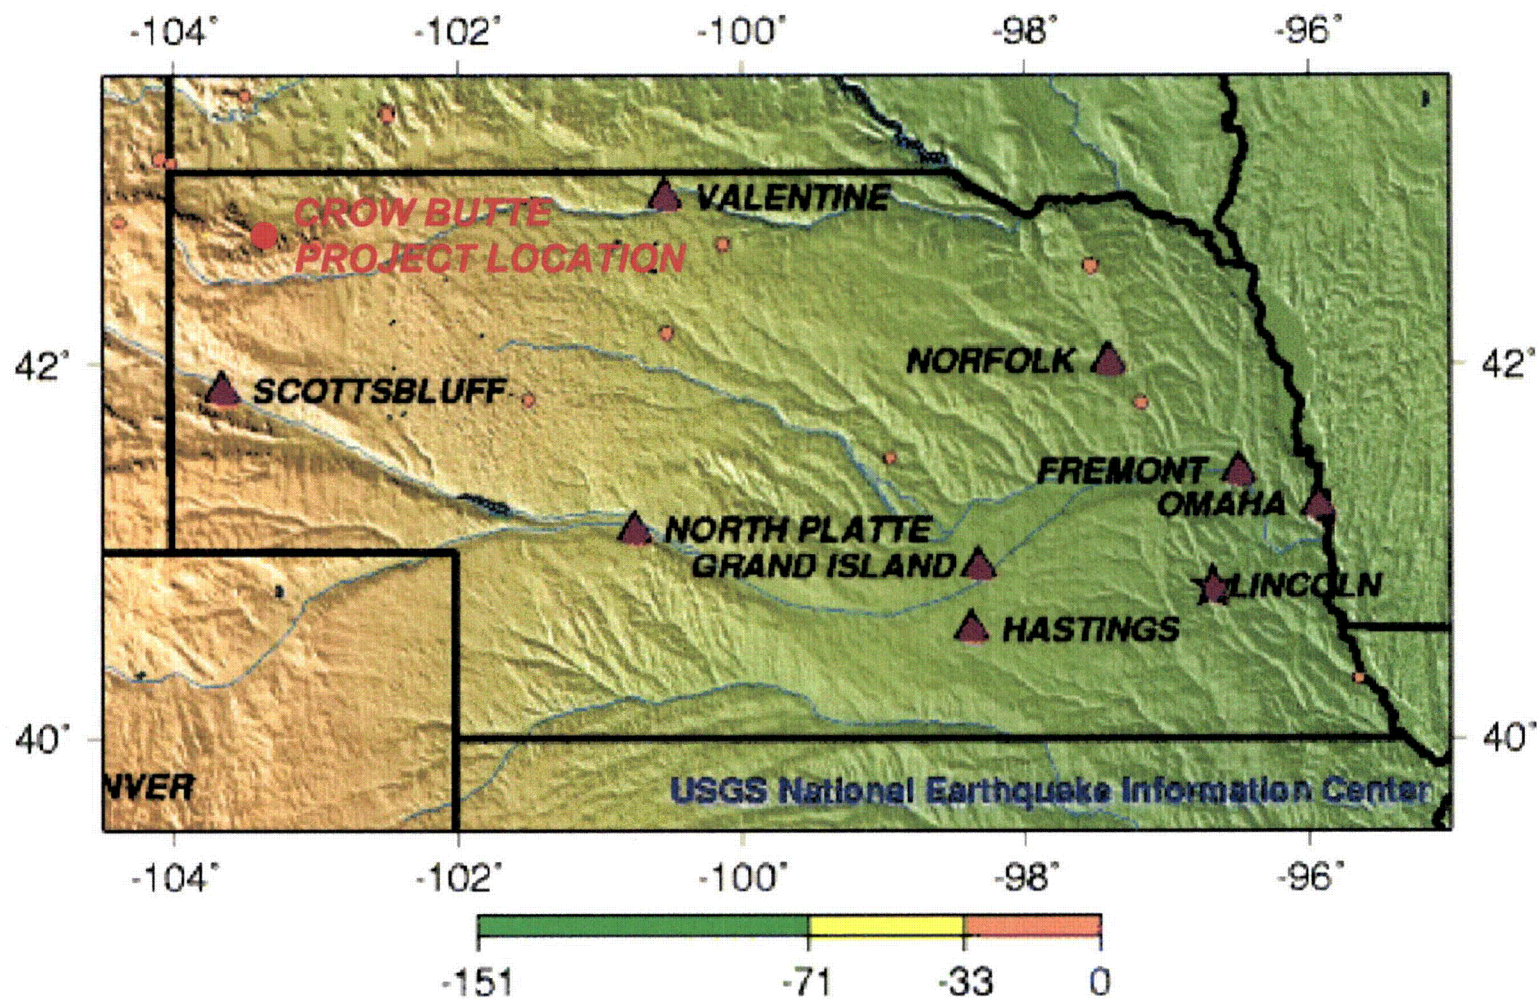 -104° -102° -100° -98° -96°
VALENTINE
CROW BUTTE
PROJECT LOCATION
42° NORFOLK 42°
SCOTTSBLUFF
FREMONT
OMAHA
NORTH PLATTE
GRAND ISLAND
LINCOLN
HASTINGS
40° 40°
NVER
USGS National Earthquake Information Center
-104° -102° -100° -98° -96°
-151 -71 -33 0